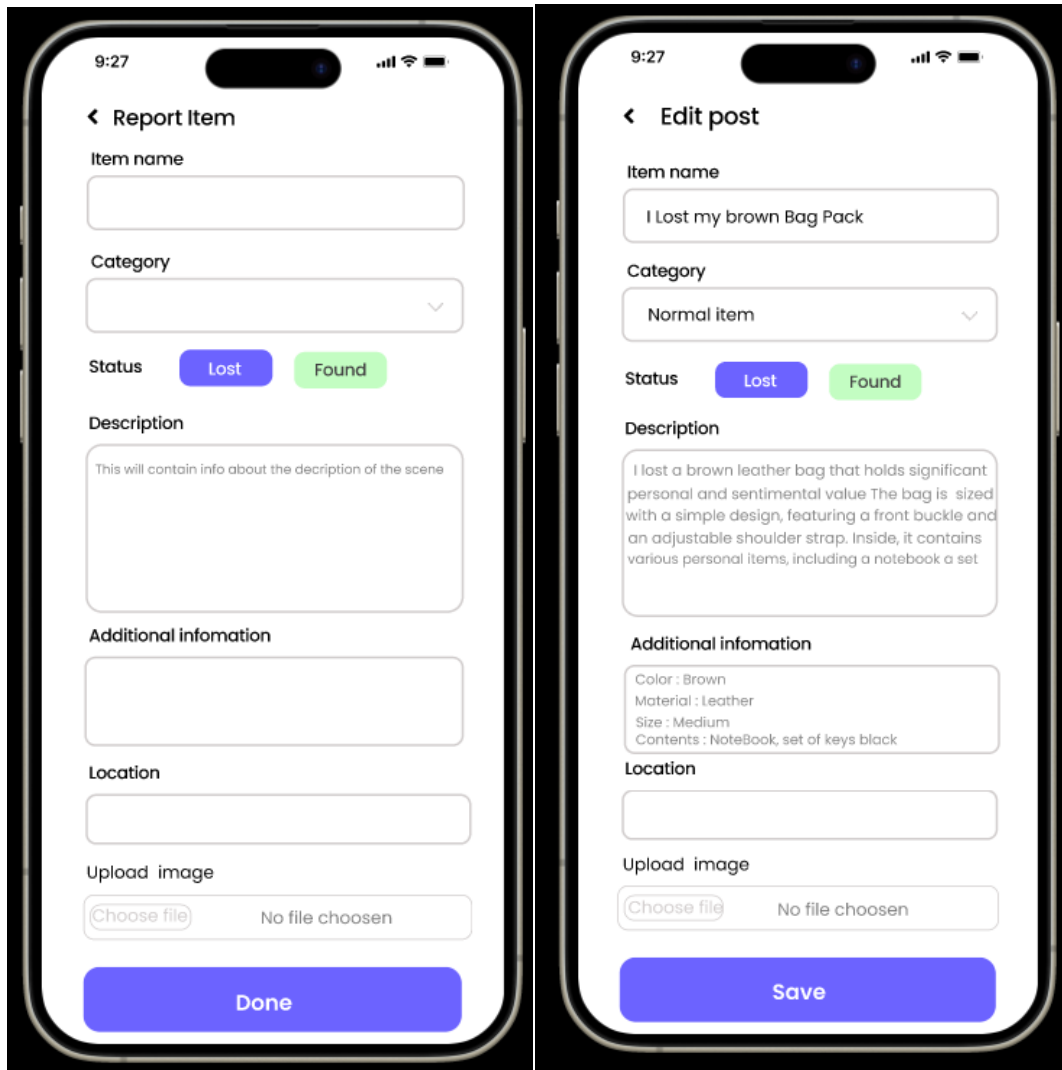 9:27
Report Item
Item name
Category
Status
Lost
Found
Description
This will contain info about the decription of the scene
Additional infomation
Location
Upload image
Choose file
No file choosen
Done
9:27
Edit post
Item name
I Lost my brown Bag Pack
Category
Normal item
Status
Lost
Found
Description
I lost a brown leather bag that holds significant
personal and sentimental value The bag is sized
with a simple design, featuring a front buckle and
an adjustable shoulder strap. Inside, it contains
various personal items, including a notebook a set
Additional infomation
Color : Brown
Material : Leather
Size : Medium
Contents : NoteBook, set of keys black
Location
Upload image
Choose file
No file choosen
Save